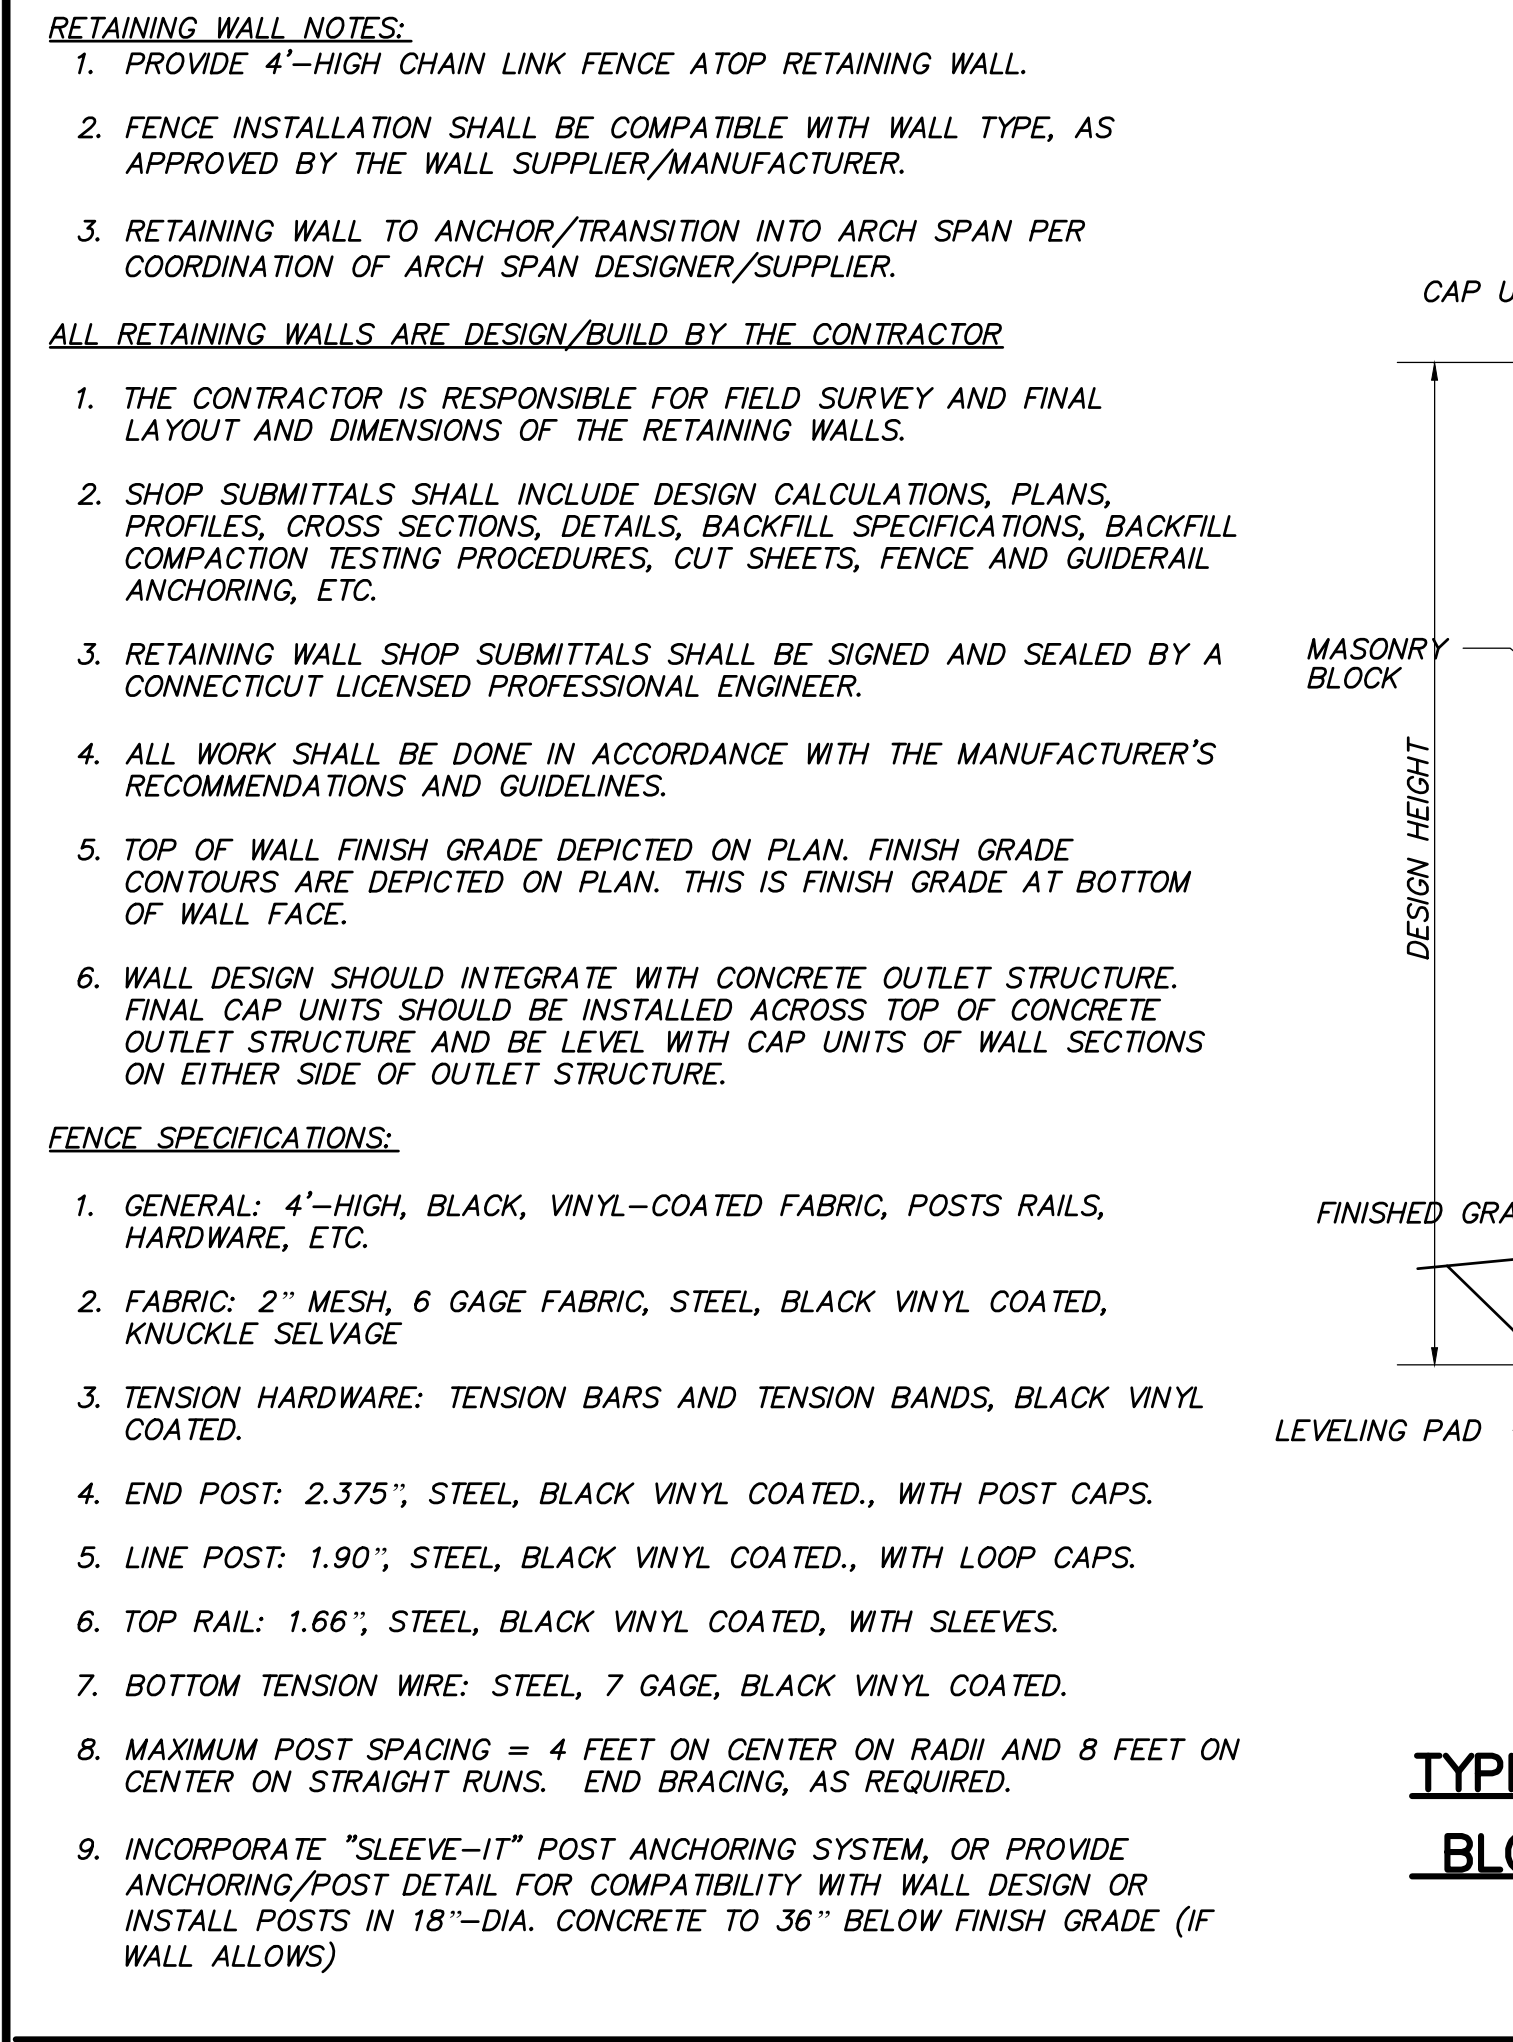 RETAINING WALL NOTES:
1. PROVIDE 4'-HIGH CHAIN LINK FENCE ATOP RETAINING WALL.
2. FENCE INSTALLATION SHALL BE COMPATIBLE WITH WALL TYPE, AS
APPROVED BY THE WALL SUPPLIER/MANUFACTURER.
3. RETAINING WALL TO ANCHOR/TRANSITION INTO ARCH SPAN PER
COORDINATION OF ARCH SPAN DESIGNER/SUPPLIER.
ALL RETAINING WALLS ARE DESIGN/BUILD BY THE CONTRACTOR
1. THE CONTRACTOR IS RESPONSIBLE FOR FIELD SURVEY AND FINAL
LAYOUT AND DIMENSIONS OF THE RETAINING WALLS.
2. SHOP SUBMITTALS SHALL INCLUDE DESIGN CALCULATIONS, PLANS,
PROFILES, CROSS SECTIONS, DETAILS, BACKFILL SPECIFICATIONS, BACKFILL
COMPACTION TESTING PROCEDURES, CUT SHEETS, FENCE AND GUIDERAIL
ANCHORING, ETC.
3. RETAINING WALL SHOP SUBMITTALS SHALL BE SIGNED AND SEALED BY A
CONNECTICUT LICENSED PROFESSIONAL ENGINEER.
4. ALL WORK SHALL BE DONE IN ACCORDANCE WITH THE MANUFACTURER'S
RECOMMENDATIONS AND GUIDELINES.
5. TOP OF WALL FINISH GRADE DEPICTED ON PLAN. FINISH GRADE
CONTOURS ARE DEPICTED ON PLAN. THIS IS FINISH GRADE AT BOTTOM
OF WALL FACE.
6. WALL DESIGN SHOULD INTEGRATE WITH CONCRETE OUTLET STRUCTURE.
FINAL CAP UNITS SHOULD BE INSTALLED ACROSS TOP OF CONCRETE
OUTLET STRUCTURE AND BE LEVEL WITH CAP UNITS OF WALL SECTIONS
ON EITHER SIDE OF OUTLET STRUCTURE.
FENCE SPECIFICATIONS:
1. GENERAL: 4'-HIGH, BLACK, VINYL-COATED FABRIC, POSTS RAILS,
HARDWARE, ETC.
2. FABRIC: 2" MESH, 6 GAGE FABRIC, STEEL, BLACK VINYL COATED,
KNUCKLE SELVAGE
3. TENSION HARDWARE: TENSION BARS AND TENSION BANDS, BLACK VINYL
COATED.
4. END POST: 2.375", STEEL, BLACK VINYL COATED., WITH POST CAPS.
5. LINE POST: 1.90", STEEL, BLACK VINYL COATED., WITH LOOP CAPS.
6. TOP RAIL: 1.66", STEEL, BLACK VINYL COATED, WITH SLEEVES.
7. BOTTOM TENSION WIRE: STEEL, 7 GAGE, BLACK VINYL COATED.
8. MAXIMUM POST SPACING = 4 FEET ON CENTER ON RADII AND 8 FEET ON
CENTER ON STRAIGHT RUNS. END BRACING, AS REQUIRED.
9. INCORPORATE "SLEEVE-IT" POST ANCHORING SYSTEM, OR PROVIDE
ANCHORING/POST DETAIL FOR COMPATIBILITY WITH WALL DESIGN OR
INSTALL POSTS IN 18"-DIA. CONCRETE TO 36" BELOW FINISH GRADE (IF
WALL ALLOWS)
CAP
MASONRY
BLOCK
DESIGN HEIGHT
FINISHED
LEVELING PAD